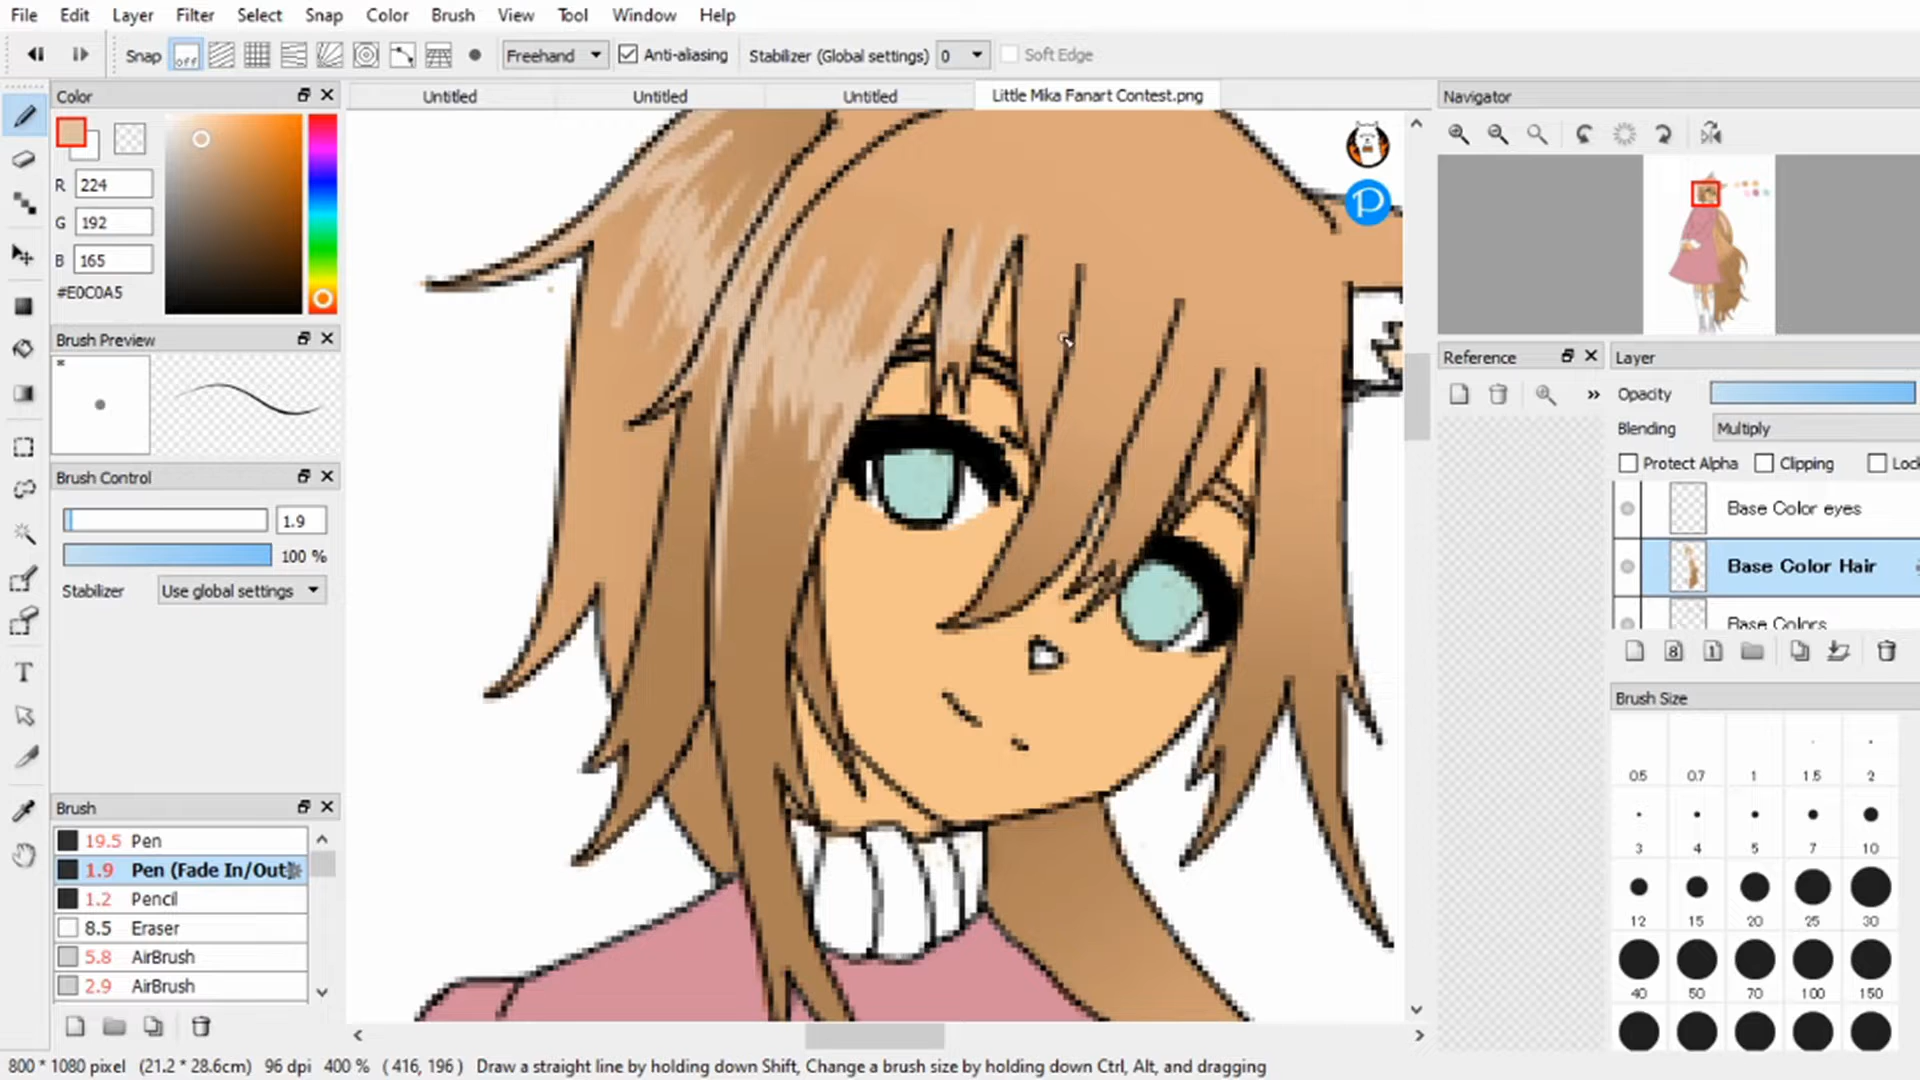 File Edit Layer Filter Select Snap Color Brush View Tool Window Help
Snap off Freehand Anti-aliasing Stabilizer (Global settings) 0 Soft Edge
Color
R 224
G 192
B 165
#E0C0A5
Brush Preview
*
Brush Control
1.9
100 %
Stabilizer Use global settings
Brush
19.5 Pen
1.9 Pen (Fade In/Out)
1.2 Pencil
8.5 Eraser
5.8 AirBrush
2.9 AirBrush
Untitled Untitled Untitled Little Mika Fanart Contest.png
P
Navigator
Reference
Layer
Opacity
Blending Multiply
Protect Alpha Clipping Lock
Base Color eyes
Base Color Hair
Base Colors
8 1
Brush Size
0.5 0.7 1 1.5 2
3 4 5 7 10
12 15 20 25 30
40 50 70 100 150
800 * 1080 pixel (21.2 * 28.6cm) 96 dpi 400 % ( 416, 196 ) Draw a straight line by holding down Shift, Change a brush size by holding down Ctrl, Alt, and dragging
T